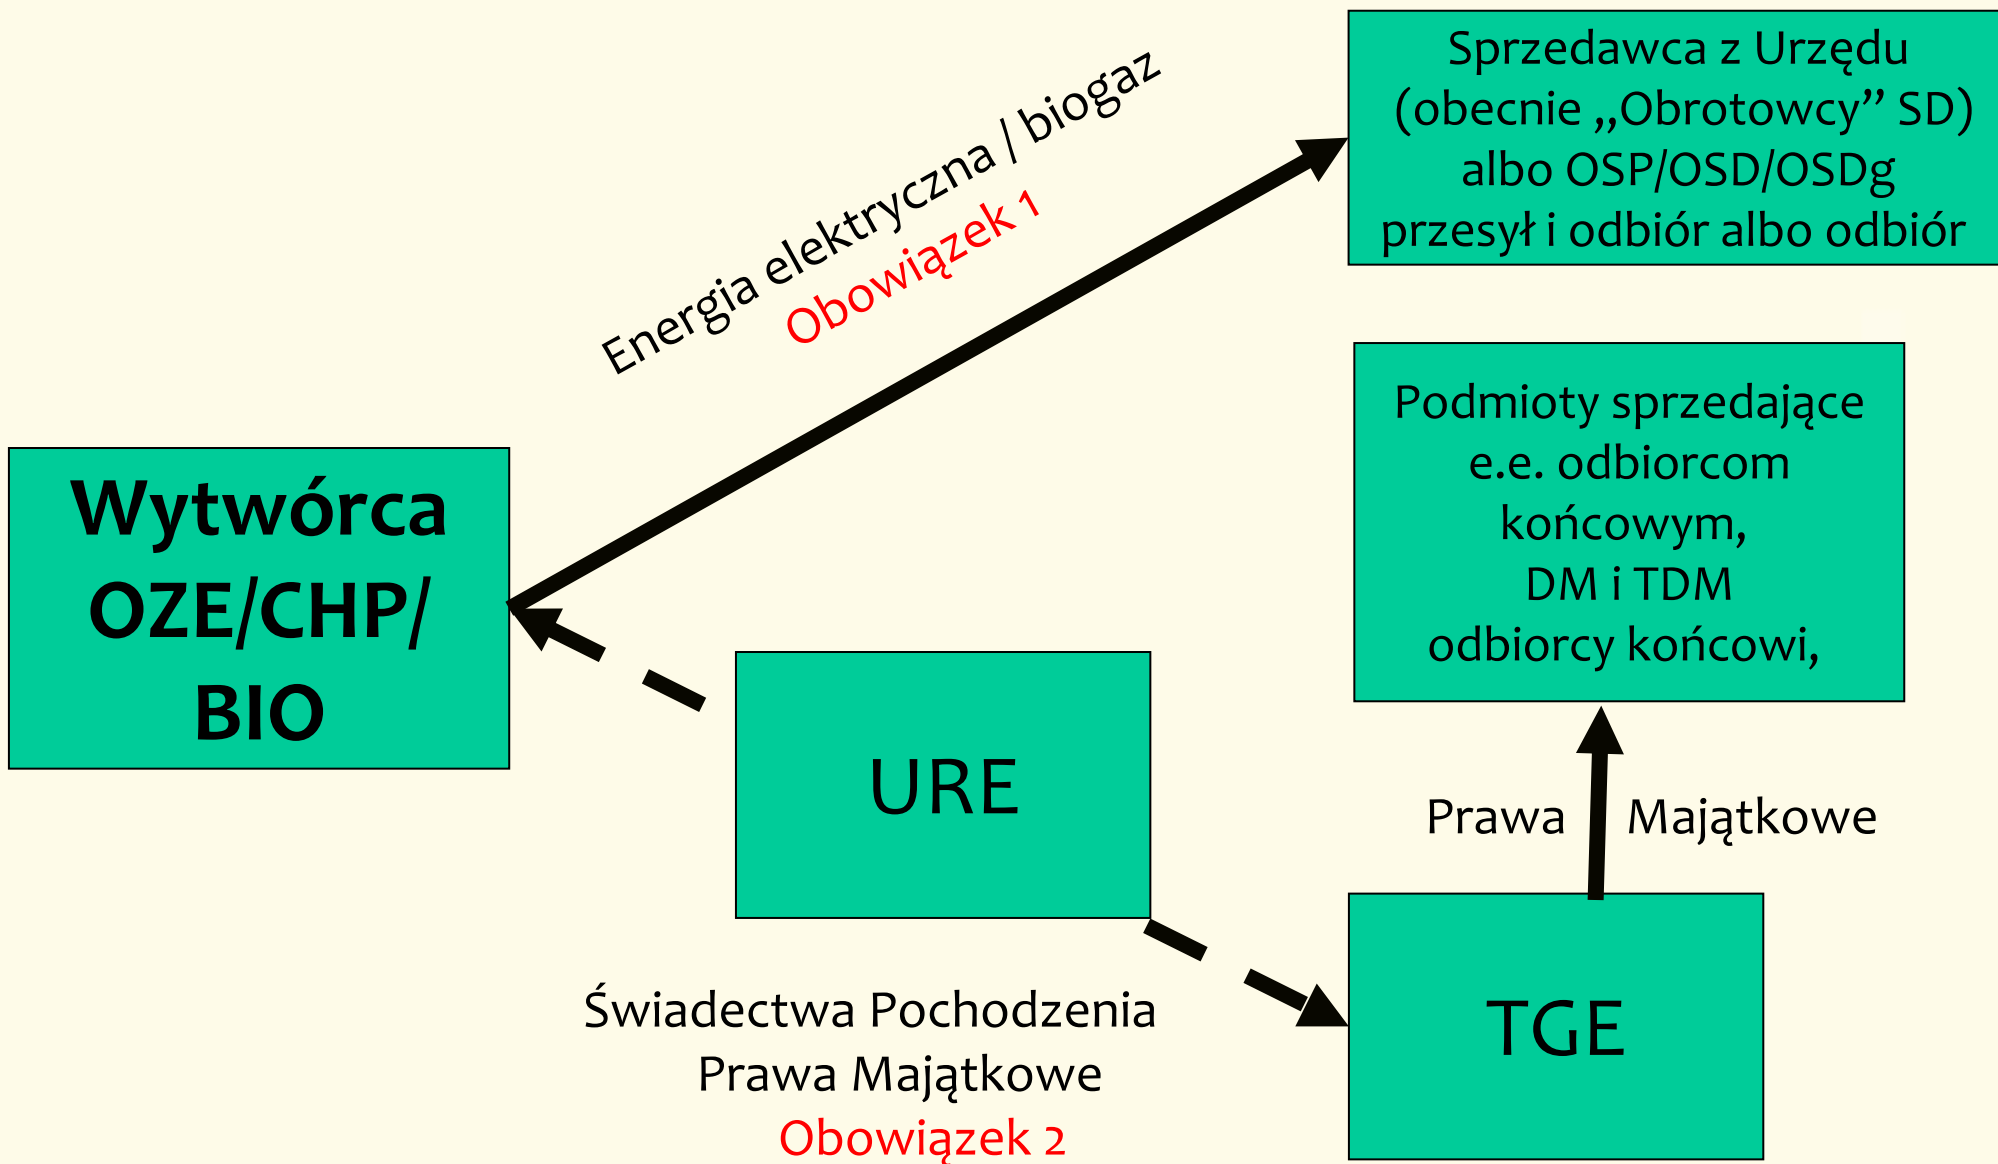 Sprzedawca z Urzędu
(obecnie „Obrotowcy” SD)
albo OSP/OSD/OSDg
przesył i odbiór albo odbiór
Energia elektryczna / biogaz
Obowiązek 1
Podmioty sprzedające
e.e. odbiorcom
końcowym,
DM i TDM
odbiorcy końcowi,
Wytwórca
OZE/CHP/
BIO
URE
Prawa Majątkowe
TGE
Świadectwa Pochodzenia
Prawa Majątkowe
Obowiązek 2